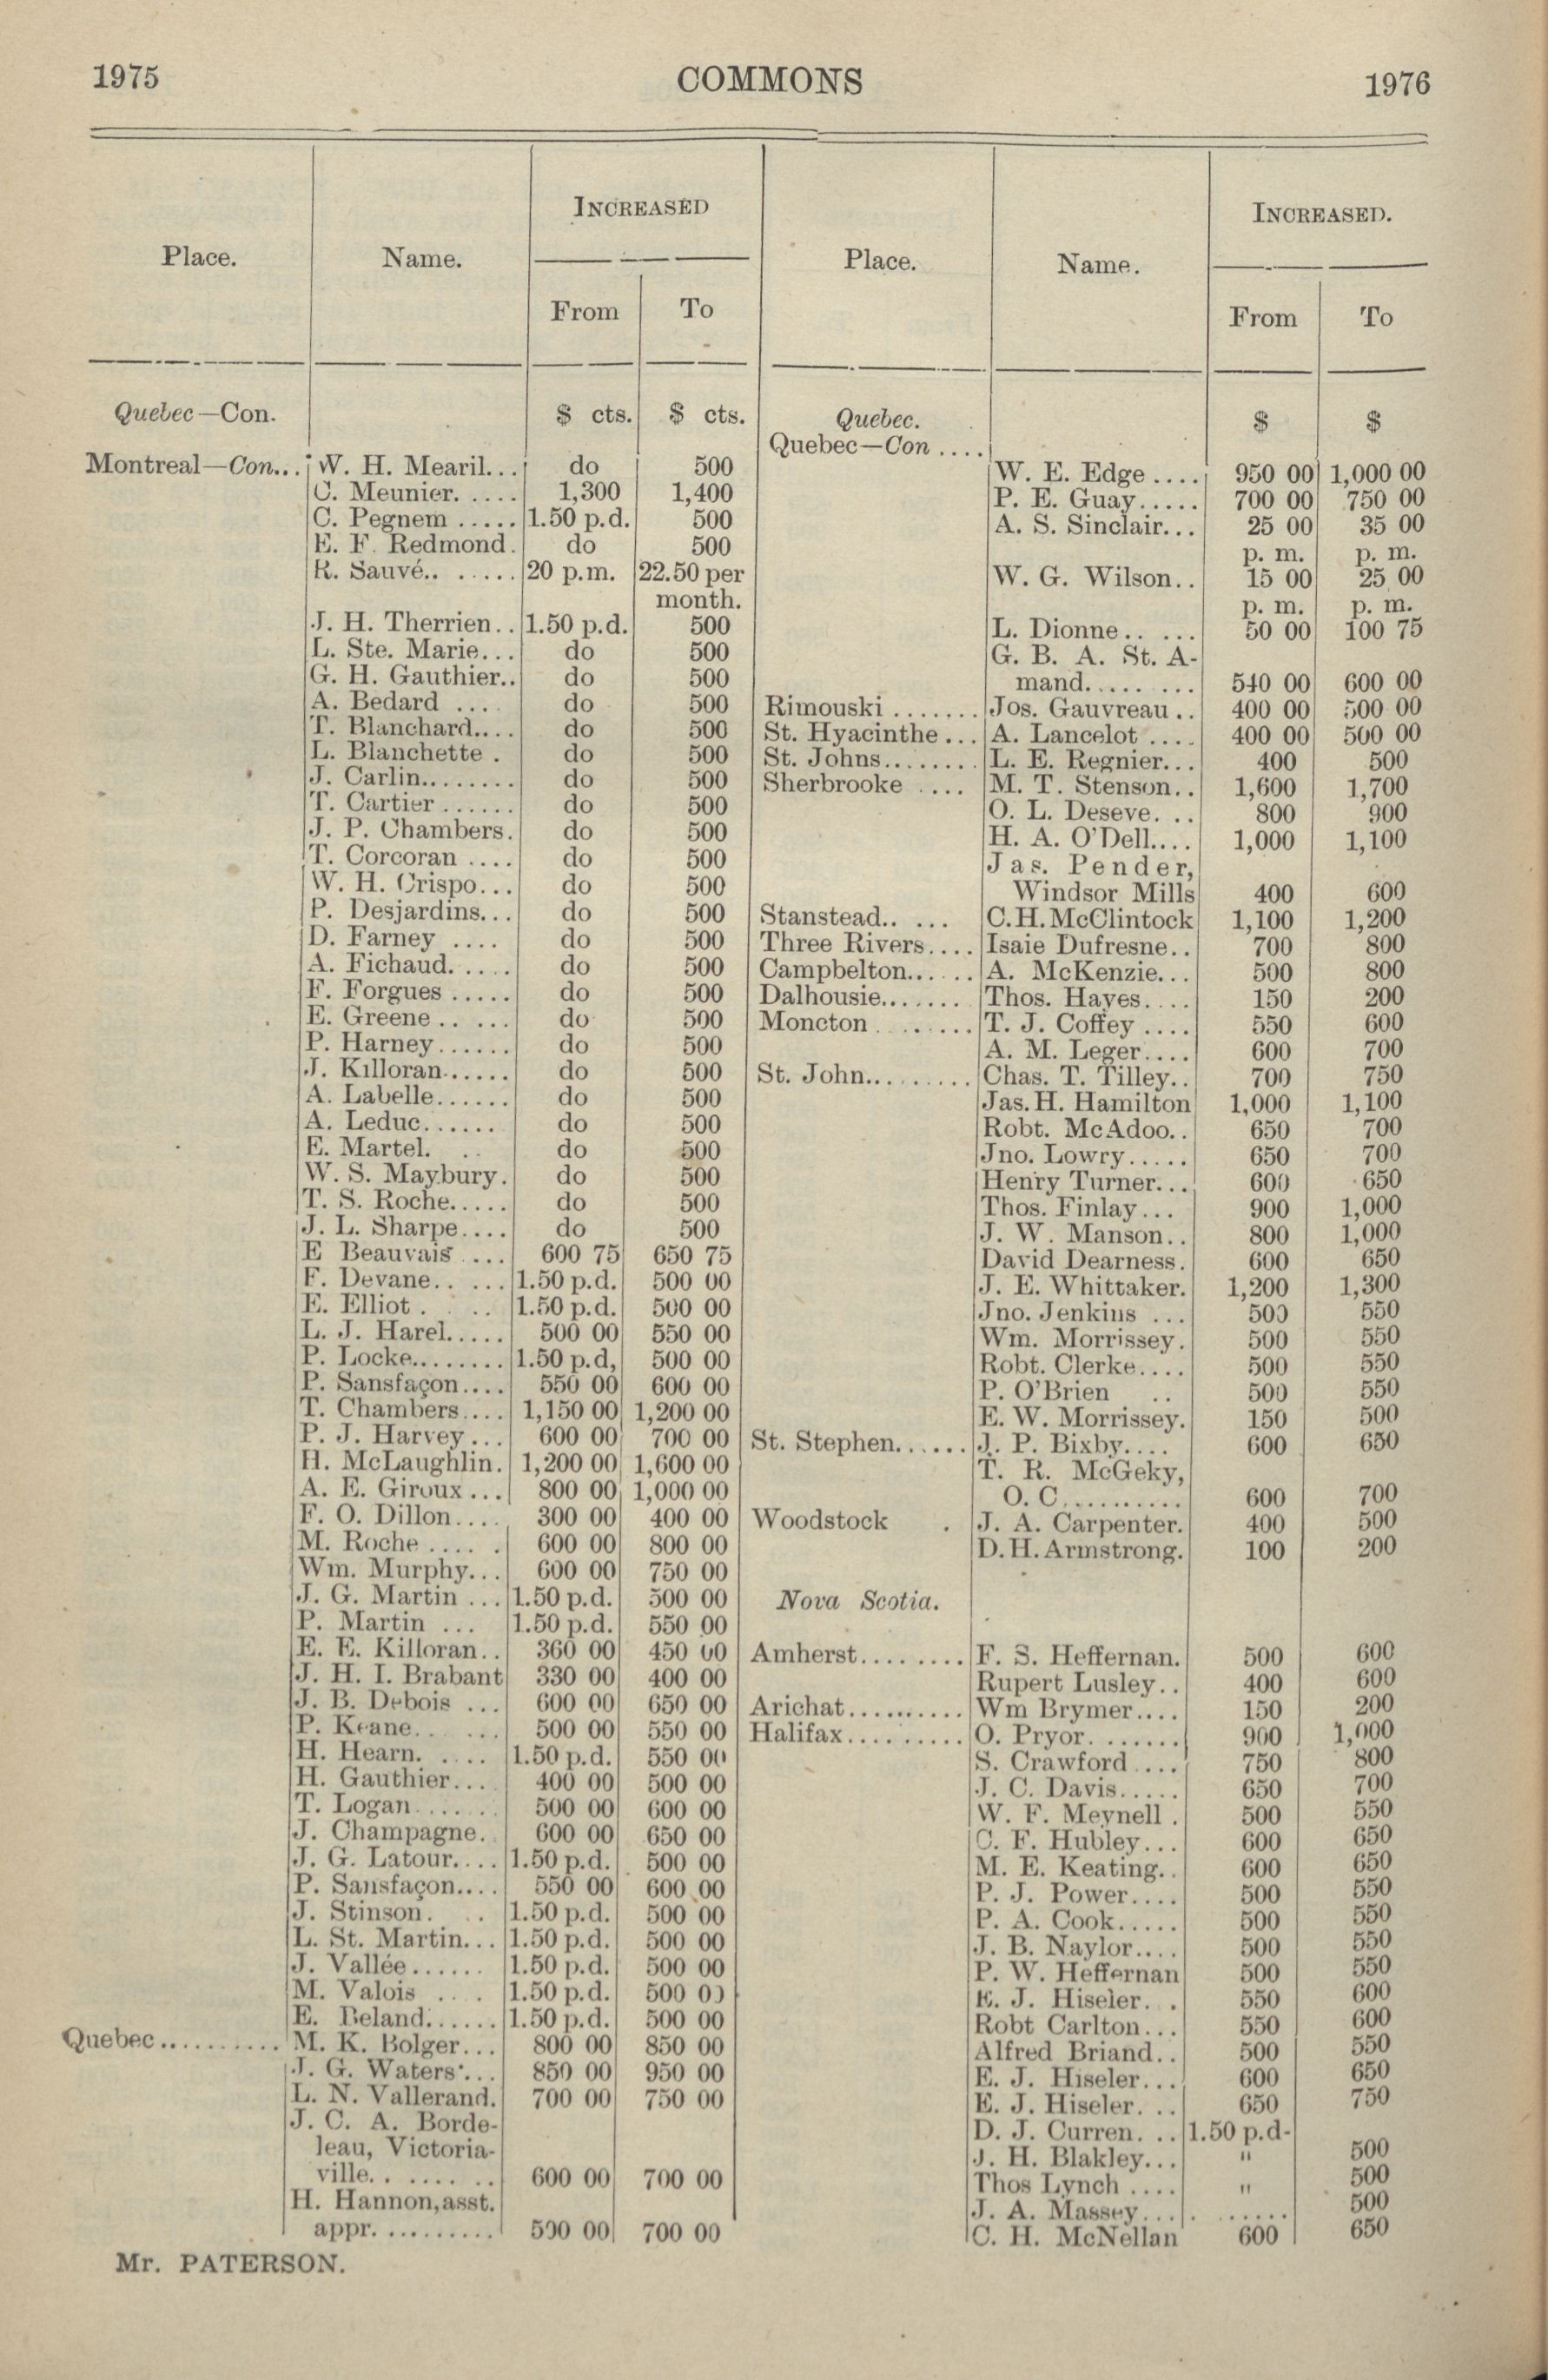 1975 COMMONS 1976
Place. Name. INCREASED From To
Quebec—Con. $ cts. $ cts.
Montreal—Con... W. H. Mearil... do 500
C. Meunier. .... 1,300 1,400
C. Pegnem ..... 1.50 p.d. 500
E. F. Redmond. do 500
R. Sauvé.. ..... 20 p.m. 22.50 per
month.
J. H. Therrien.. 1.50 p.d. 500
L. Ste. Marie... do 500
G. H. Gauthier.. do 500
A. Bedard .... do 500
T. Blanchard.... do 500
L. Blanchette . do 500
J. Carlin........ do 500
T. Cartier ...... do 500
J. P. Chambers. do 500
T. Corcoran .... do 500
W. H. Crispo... do 500
P. Desjardins... do 500
D. Farney .... do 500
A. Fichaud. .... do 500
F. Forgues ..... do 500
E. Greene.. ... do 500
P. Harney...... do 500
J. Killoran...... do 500
A. Labelle...... do 500
A. Leduc...... do 500
E. Martel. .. do 500
W. S. Maybury. do 500
T. S. Roche..... do 500
J. L. Sharpe.... do 500
E Beauvais .... 600 75 650 75
F. Devane.. ... 1.50 p.d. 500 00
E. Elliot . . .. 1.50 p.d. 500 00
L. J. Harel..... 500 00 550 00
P. Locke........ 1.50 p.d, 500 00
P. Sansfaçon.... 550 00 600 00
T. Chambers.... 1,150 00 1,200 00
P. J. Harvey... 600 00 700 00
H. McLaughlin. 1,200 00 1,600 00
A. E. Giroux... 800 00 1,000 00
F. O. Dillon.... 300 00 400 00
M. Roche .... . 600 00 800 00
Wm. Murphy... 600 00 750 00
J. G. Martin ... 1.50 p.d. 500 00
P. Martin ... 1.50 p.d. 550 00
E. E. Killoran.. 360 00 450 00
J. H. I. Brabant 330 00 400 00
J. B. Debois ... 600 00 650 00
P. Keane.. ... 500 00 550 00
H. Hearn. .... 1.50 p.d. 550 00
H. Gauthier.... 400 00 500 00
T. Logan....... 500 00 600 00
J. Champagne. 600 00 650 00
J. G. Latour.... 1.50 p.d. 500 00
P. Sansfaçon.... 550 00 600 00
J. Stinson. . . 1.50 p.d. 500 00
L. St. Martin... 1.50 p.d. 500 00
J. Vallée...... 1.50 p.d. 500 00
M. Valois .... 1.50 p.d. 500 00
E. Beland...... 1.50 p.d. 500 00
Quebec.......... M. K. Bolger... 800 00 850 00
J. G. Waters... 850 00 950 00
L. N. Vallerand. 700 00 750 00
J. C. A. Borde-
leau, Victoria-
ville.. ...... 600 00 700 00
H. Hannon, asst.
appr. ......... 500 00 700 00
Mr. PATERSON.
Place. Name. INCREASED. From To
Quebec. $ $
Quebec—Con ....
W. E. Edge .... 950 00 1,000 00
P. E. Guay..... 700 00 750 00
A. S. Sinclair... 25 00 35 00
p. m. p. m.
W. G. Wilson.. 15 00 25 00
p. m. p. m.
L. Dionne.. ... 50 00 100 75
G. B. A. St. A-
mand......... 540 00 600 00
Rimouski ....... Jos. Gauvreau.. 400 00 500 00
St. Hyacinthe... A. Lancelot .... 400 00 500 00
St. Johns........ L. E. Regnier... 400 500
Sherbrooke .... M. T. Stenson.. 1,600 1,700
O. L. Deseve. .. 800 900
H. A. O'Dell.... 1,000 1,100
Jas. Pender,
Windsor Mills 400 600
Stanstead.. ... C.H.McClintock 1,100 1,200
Three Rivers.... Isaie Dufresne.. 700 800
Campbelton...... A. McKenzie... 500 800
Dalhousie....... Thos. Hayes.... 150 200
Moncton ........ T. J. Coffey .... 550 600
A. M. Leger.... 600 700
St. John......... Chas. T. Tilley.. 700 750
Jas. H. Hamilton 1,000 1,100
Robt. McAdoo.. 650 700
Jno. Lowry..... 650 700
Henry Turner... 600 650
Thos. Finlay... 900 1,000
J. W. Manson.. 800 1,000
David Dearness. 600 650
J. E. Whittaker. 1,200 1,300
Jno. Jenkins ... 500 550
Wm. Morrissey. 500 550
Robt. Clerke.... 500 550
P. O'Brien .. 500 550
E. W. Morrissey. 150 500
St. Stephen...... J. P. Bixby.... 600 650
T. R. McGeky,
O. C.......... 600 700
Woodstock . J. A. Carpenter. 400 500
D. H. Armstrong. 100 200
Nova Scotia.
Amherst........ F. S. Heffernan. 500 600
Rupert Lusley.. 400 600
Arichat.......... Wm Brymer.... 150 200
Halifax......... O. Pryor. ...... 900 1,000
S. Crawford .... 750 800
J. C. Davis..... 650 700
W. F. Meynell . 500 550
C. F. Hubley... 600 650
M. E. Keating.. 600 650
P. J. Power.... 500 550
P. A. Cook..... 500 550
J. B. Naylor.... 500 550
P. W. Heffernan 500 550
E. J. Hiseler. . 550 600
Robt Carlton... 550 600
Alfred Briand.. 500 550
E. J. Hiseler... 600 650
E. J. Hiseler. .. 650 750
D. J. Curren. .. 1.50 p.d-
J. H. Blakley... " 500
Thos Lynch .... " 500
J. A. Massey.... ...... 500
C. H. McNellan 600 650